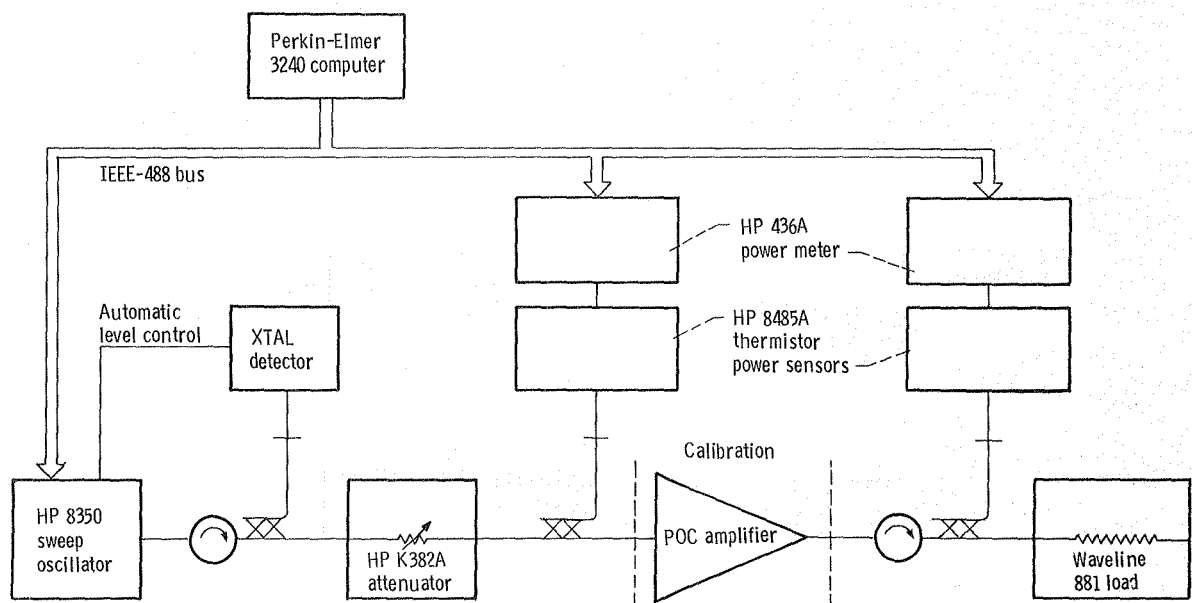 Perkin-Elmer
3240 computer
IEEE-488 bus
HP 436A
power meter
Automatic
level control
XTAL
detector
HP 8485A
thermistor
power sensors
Calibration
HP 8350
sweep
oscillator
HP K382A
attenuator
POC amplifier
Waveline
881 load